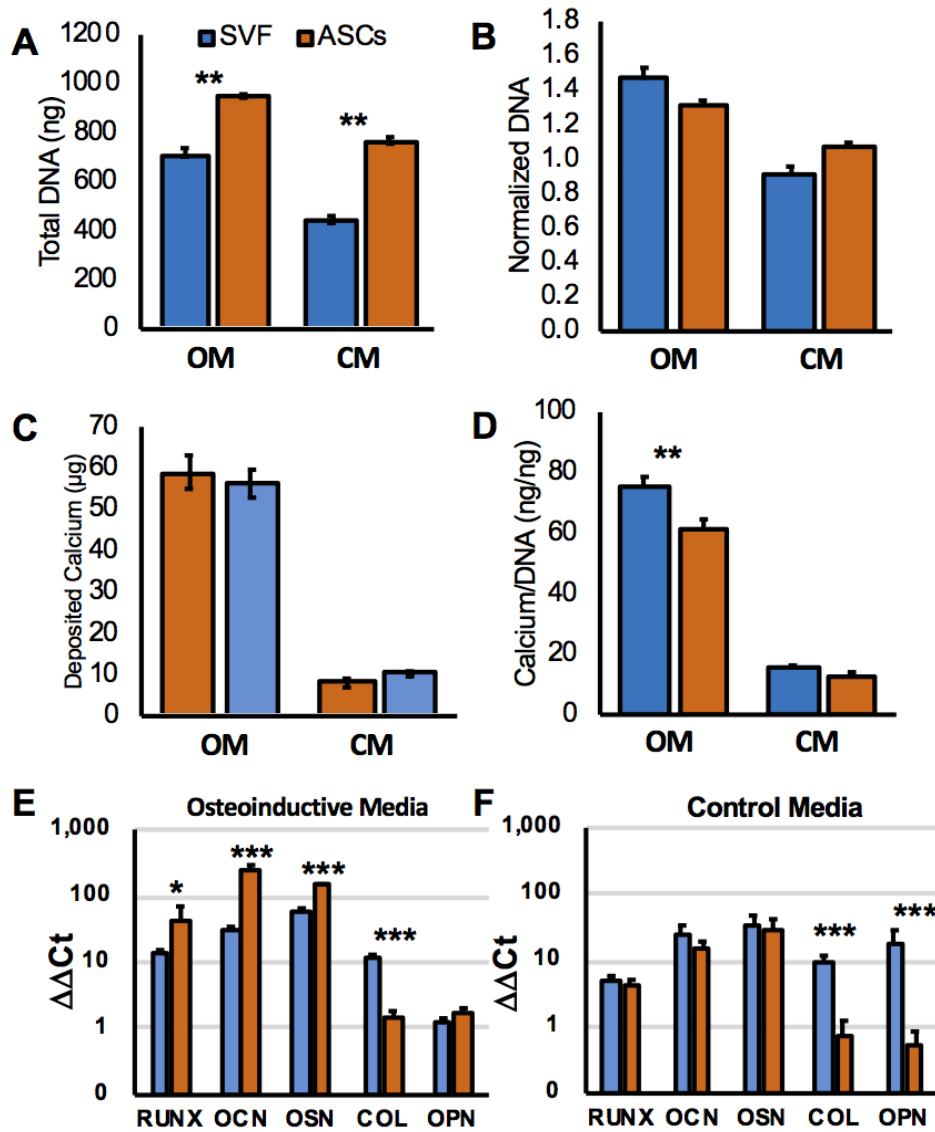 A
SVF
ASCs
Total DNA (ng)
1200
1000
800
600
400
200
0
**
**
OM
CM
B
Normalized DNA
1.8
1.6
1.4
1.2
1.0
0.8
0.6
0.4
0.2
0.0
OM
CM
C
Deposited Calcium (µg)
70
60
50
40
30
20
10
0
OM
CM
D
Calcium/DNA (ng/ng)
100
80
60
40
20
0
**
OM
CM
E
Osteoinductive Media
ΔΔCt
1,000
100
10
1
0
*
***
***
***
RUNX OCN OSN COL OPN
F
Control Media
ΔΔCt
1,000
100
10
1
0
***
***
RUNX OCN OSN COL OPN